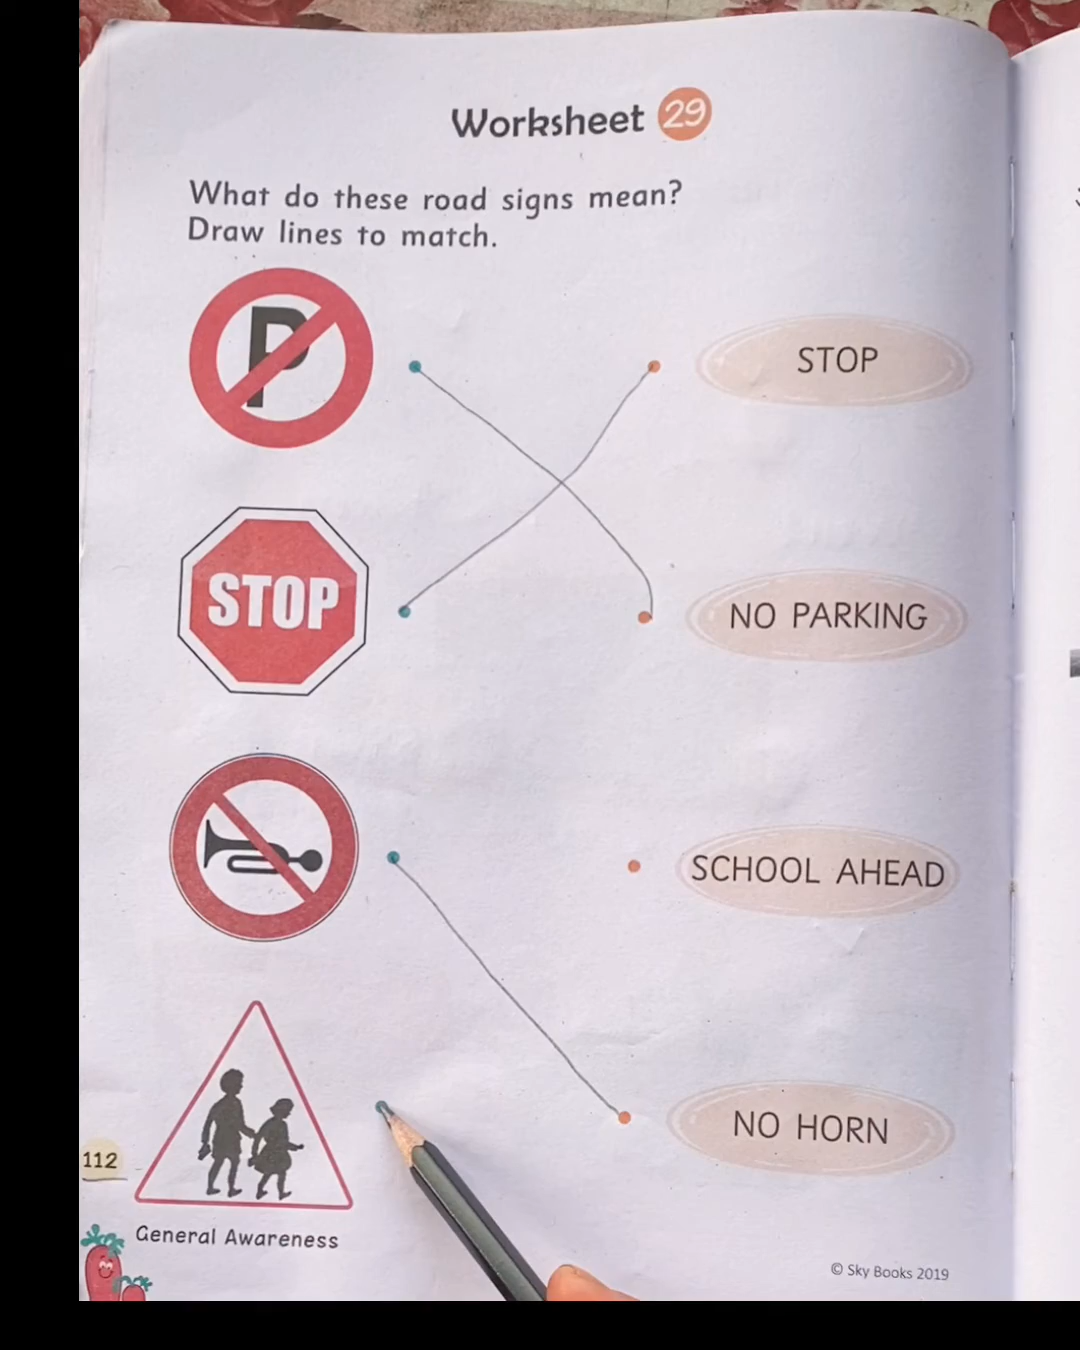 Worksheet 29
What do these road signs mean?
Draw lines to match.
P
STOP
STOP
NO PARKING
SCHOOL AHEAD
NO HORN
112
General Awareness
© Sky Books 2019